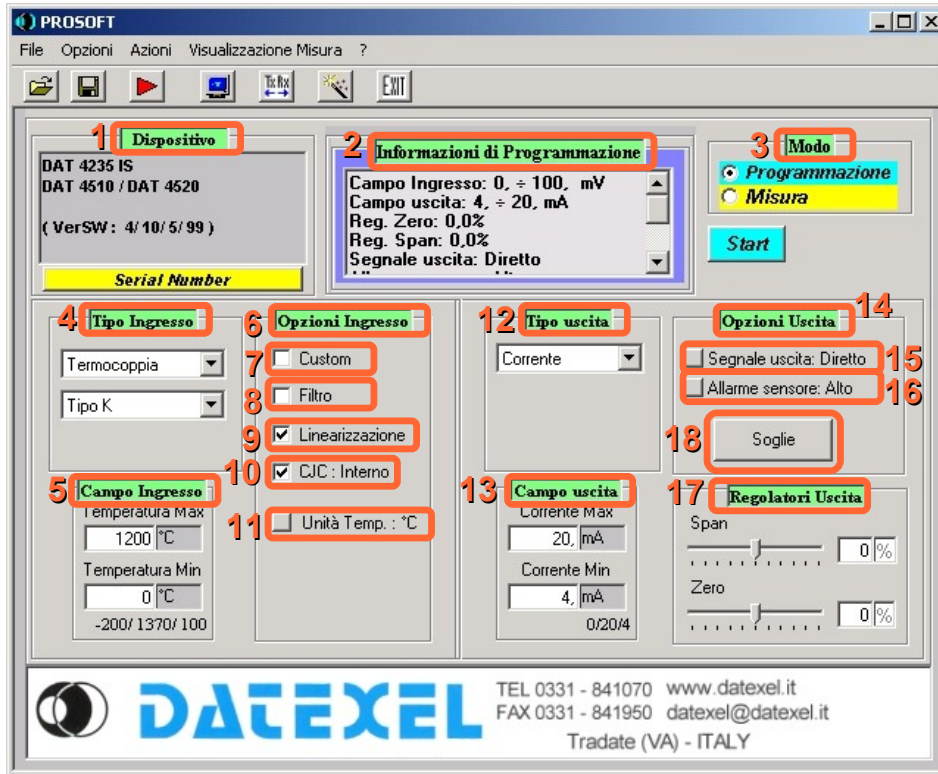 PROSOFT
File Opzioni Azioni Visualizzazione Misura ?
Tx Rx
EXIT
1 Dispositivo
DAT 4235 IS
DAT 4510 / DAT 4520
( VerSW : 4/ 10/ 5/ 99 )
Serial Number
2 Informazioni di Programmazione
Campo Ingresso: 0, ÷ 100, mV
Campo uscita: 4, ÷ 20, mA
Reg. Zero: 0,0%
Reg. Span: 0,0%
Segnale uscita: Diretto
3 Modo
Programmazione
Misura
Start
4 Tipo Ingresso
Termocoppia
Tipo K
5 Campo Ingresso
Temperatura Max
1200 °C
Temperatura Min
0 °C
-200/ 1370/ 100
6 Opzioni Ingresso
7 Custom
8 Filtro
9 Linearizzazione
10 CJC : Interno
11 Unità Temp. : °C
12 Tipo uscita
Corrente
13 Campo uscita
Corrente Max
20, mA
Corrente Min
4, mA
0/20/4
Opzioni Uscita 14
Segnale uscita: Diretto 15
Allarme sensore: Alto 16
18 Soglie
17 Regolatori Uscita
Span
0 %
Zero
0 %
DATEXEL
TEL 0331 - 841070 www.datexel.it
FAX 0331 - 841950 datexel@datexel.it
Tradate (VA) - ITALY